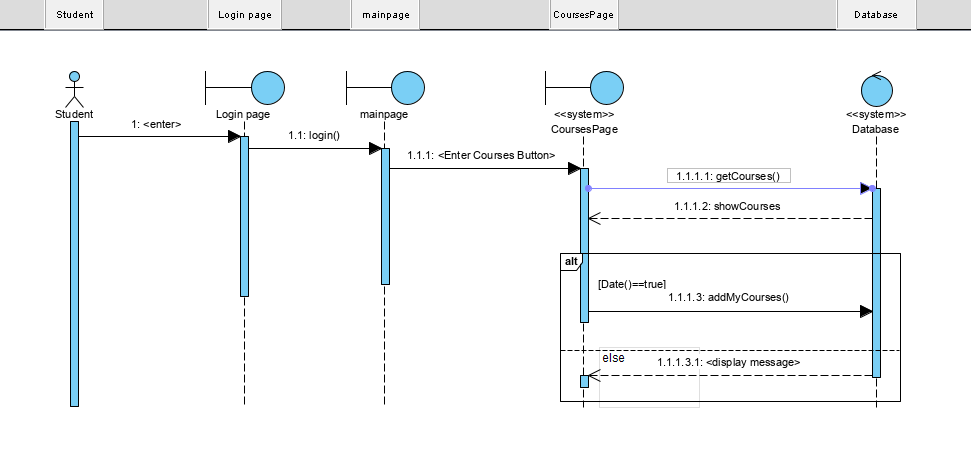 Student
Login page
mainpage
CoursesPage
Database
Student
Login page
mainpage
<<system>>
CoursesPage
<<system>>
Database
1: <enter>
1.1: login()
1.1.1: <Enter Courses Button>
1.1.1.1: getCourses()
1.1.1.2: showCourses
alt
[Date()==true]
1.1.1.3: addMyCourses()
else
1.1.1.3.1: <display message>